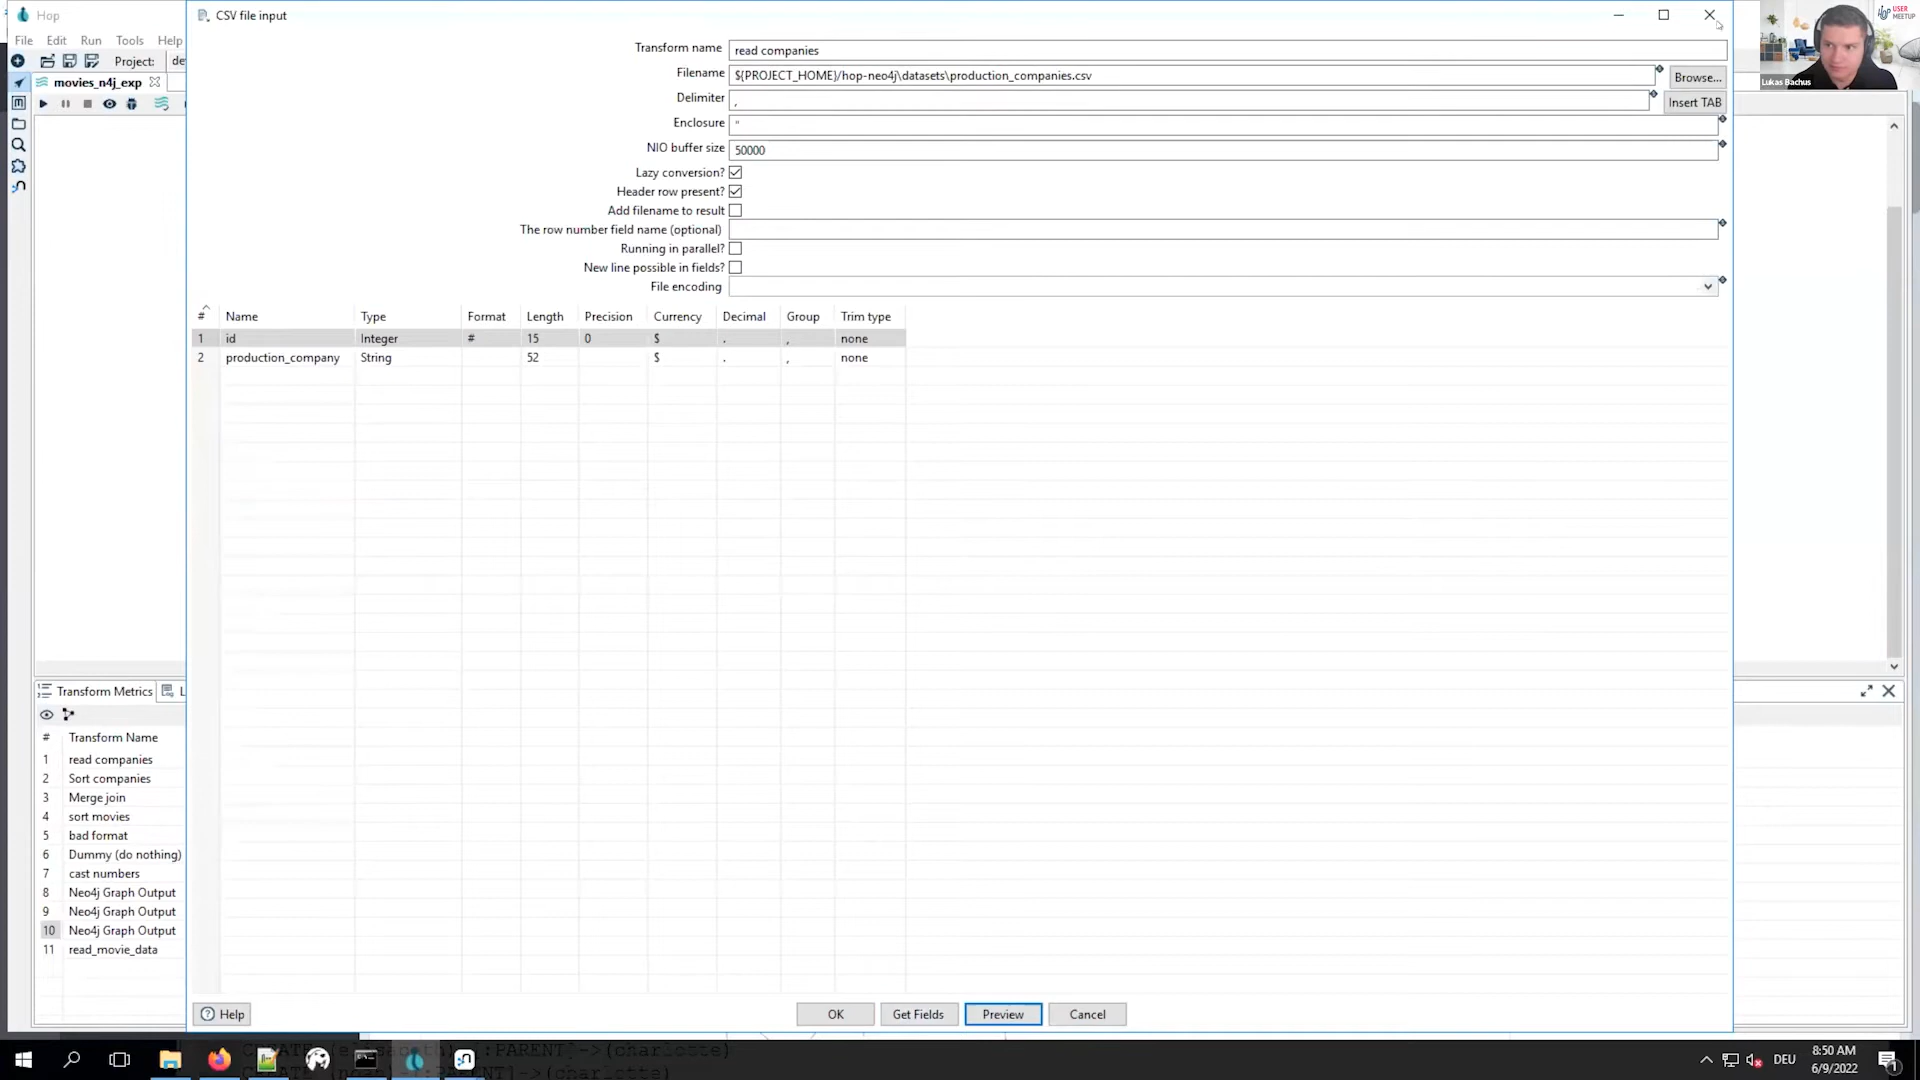 Hop
CSV file input
File Edit Run Tools Help
Project: de
movies_n4j_exp
Transform name read companies
Filename ${PROJECT_HOME}/hop-neo4j\datasets\production_companies.csv Browse...
Delimiter , Insert TAB
Enclosure "
NIO buffer size 50000
Lazy conversion?
Header row present?
Add filename to result
The row number field name (optional)
Running in parallel?
New line possible in fields?
File encoding
# Name Type Format Length Precision Currency Decimal Group Trim type
1 id Integer # 15 0 $ . , none
2 production_company String 52 $ . , none
Transform Metrics L
# Transform Name
1 read companies
2 Sort companies
3 Merge join
4 sort movies
5 bad format
6 Dummy (do nothing)
7 cast numbers
8 Neo4j Graph Output
9 Neo4j Graph Output
10 Neo4j Graph Output
11 read_movie_data
Help OK Get Fields Preview Cancel
Lukas Bachus
USER
MEETUP
DEU
8:50 AM
6/9/2022
1